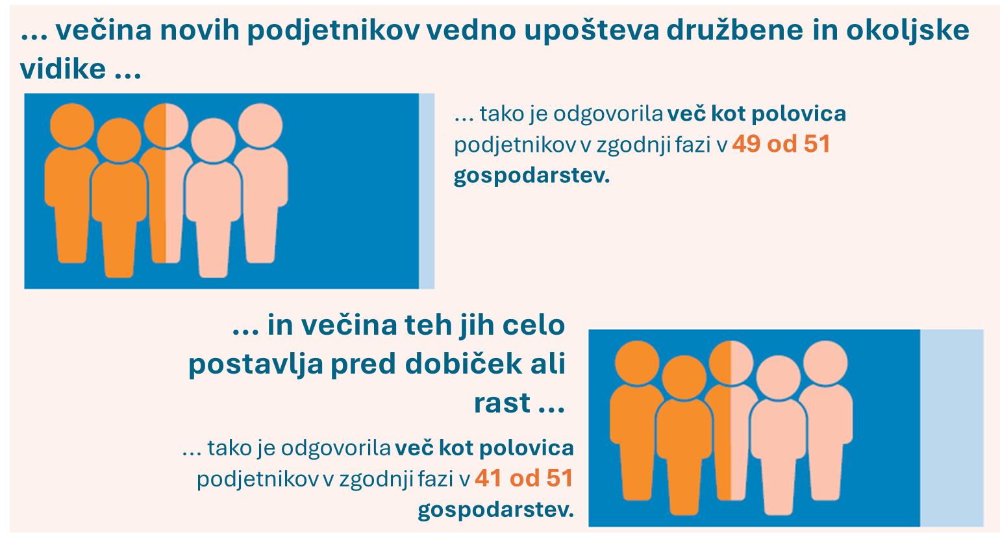 ... večina novih podjetnikov vedno upošteva družbene in okoljske
vidike ...
... tako je odgovorila več kot polovica
podjetnikov v zgodnji fazi v 49 od 51
gospodarstev.
... in večina teh jih celo
postavlja pred dobiček ali
rast ...
... tako je odgovorila več kot polovica
podjetnikov v zgodnji fazi v 41 od 51
gospodarstev.